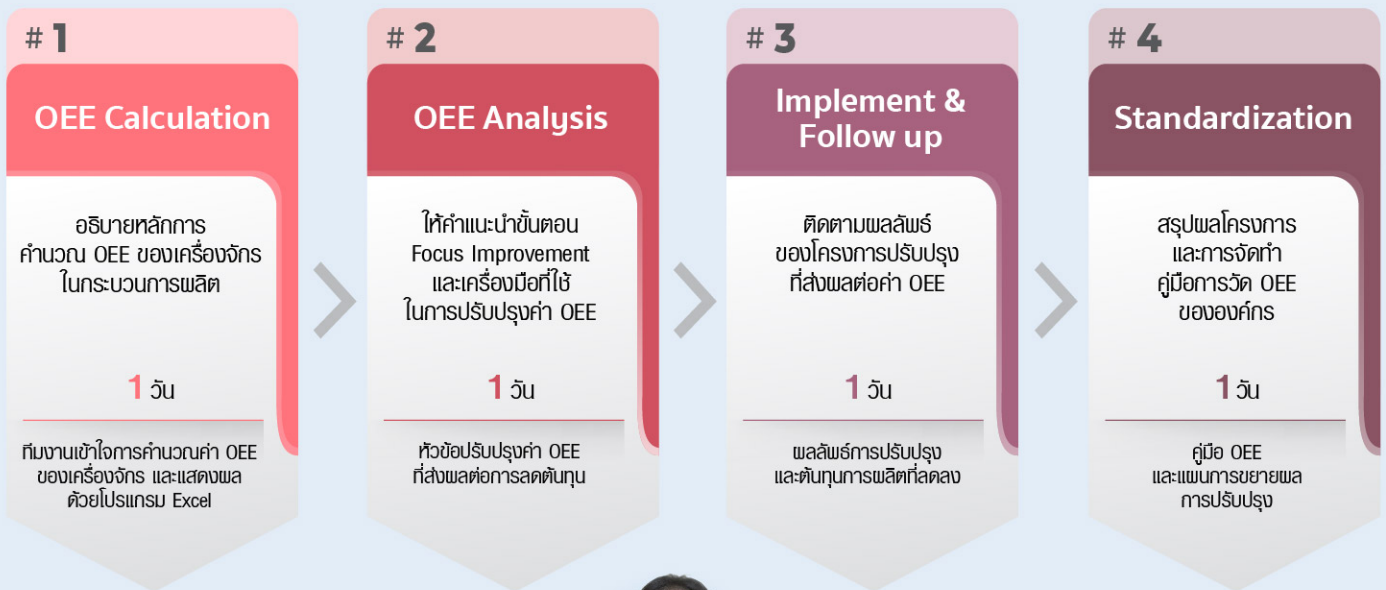 # 1
OEE Calculation
อธิบายหลักการ
คำนวณ OEE ของเครื่องจักร
ในกระบวนการผลิต
1 วัน
ทีมงานเข้าใจการคำนวณค่า OEE
ของเครื่องจักร และแสดงผล
ด้วยโปรแกรม Excel
# 2
OEE Analysis
ให้คำแนะนำขั้นตอน
Focus Improvement
และเครื่องมือที่ใช้
ในการปรับปรุงค่า OEE
1 วัน
หัวข้อปรับปรุงค่า OEE
ที่ส่งผลต่อการลดต้นทุน
# 3
Implement &
Follow up
ติดตามผลลัพธ์
ของโครงการปรับปรุง
ที่ส่งผลต่อค่า OEE
1 วัน
ผลลัพธ์การปรับปรุง
และต้นทุนการผลิตที่ลดลง
# 4
Standardization
สรุปผลโครงการ
และการจัดทำ
คู่มือการวัด OEE
ขององค์กร
1 วัน
คู่มือ OEE
และแผนการขยายผล
การปรับปรุง